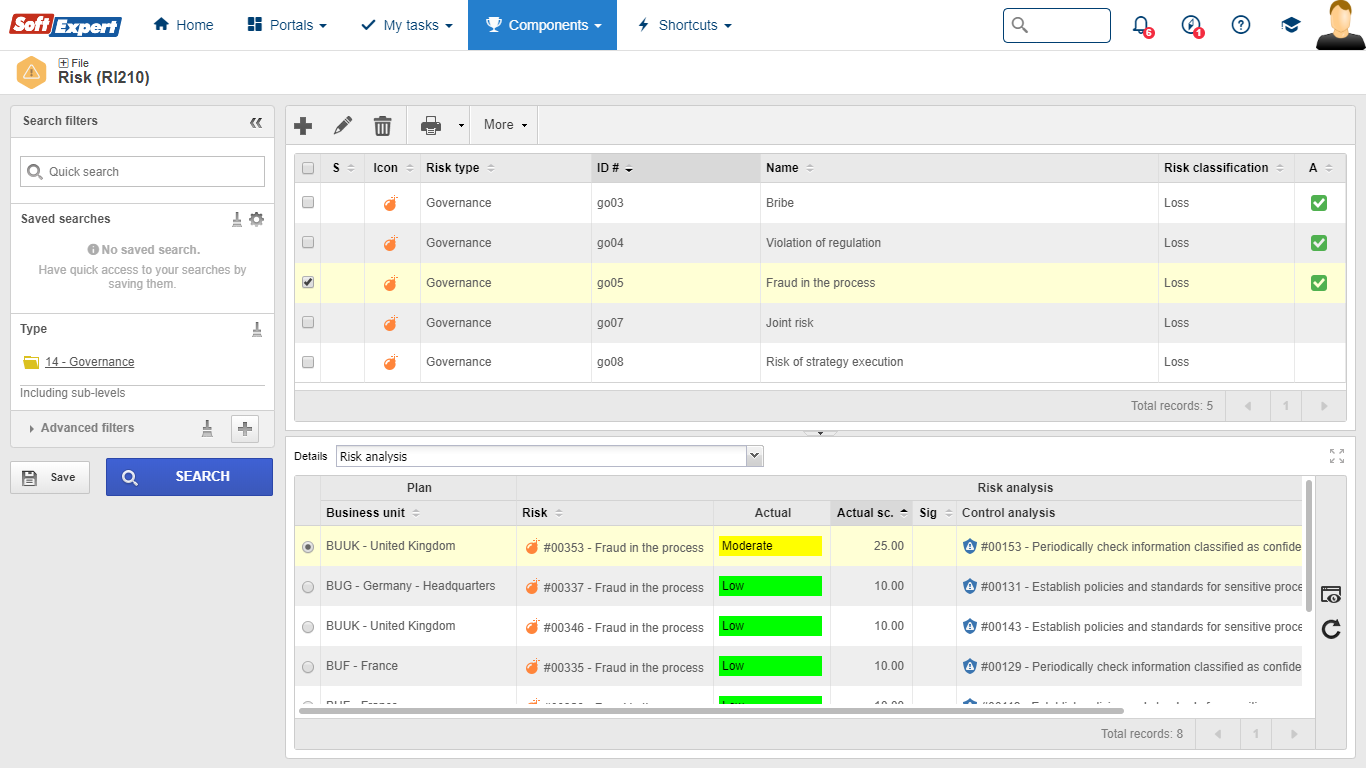 Soft Expert
Home
Portals
My tasks
Components
Shortcuts
6
1
File
Risk (RI210)
Search filters
Quick search
Saved searches
No saved search.
Have quick access to your searches by
saving them.
Type
14 - Governance
Including sub-levels
Advanced filters
Save
SEARCH
More
S Icon Risk type ID # Name Risk classification A
Governance go03 Bribe Loss
Governance go04 Violation of regulation Loss
Governance go05 Fraud in the process Loss
Governance go07 Joint risk Loss
Governance go08 Risk of strategy execution Loss
Total records: 5 1
Details Risk analysis
Plan Risk analysis
Business unit Risk Actual Actual sc. Sig Control analysis
BUUK - United Kingdom #00353 - Fraud in the process Moderate 25.00 #00153 - Periodically check information classified as confide
BUG - Germany - Headquarters #00337 - Fraud in the process Low 10.00 #00131 - Establish policies and standards for sensitive proce
BUUK - United Kingdom #00346 - Fraud in the process Low 10.00 #00143 - Establish policies and standards for sensitive proce
BUF - France #00335 - Fraud in the process Low 10.00 #00129 - Periodically check information classified as confide
BUF - France Low 10.00
Total records: 8 1